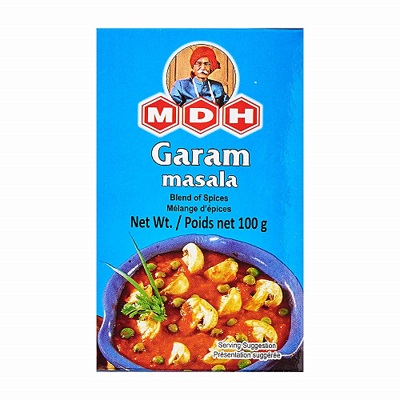 MDH
Garam
masala
Blend of Spices
Mélange d'épices
Net Wt. / Poids net 100 g
Serving Suggestion
Présentation suggérée